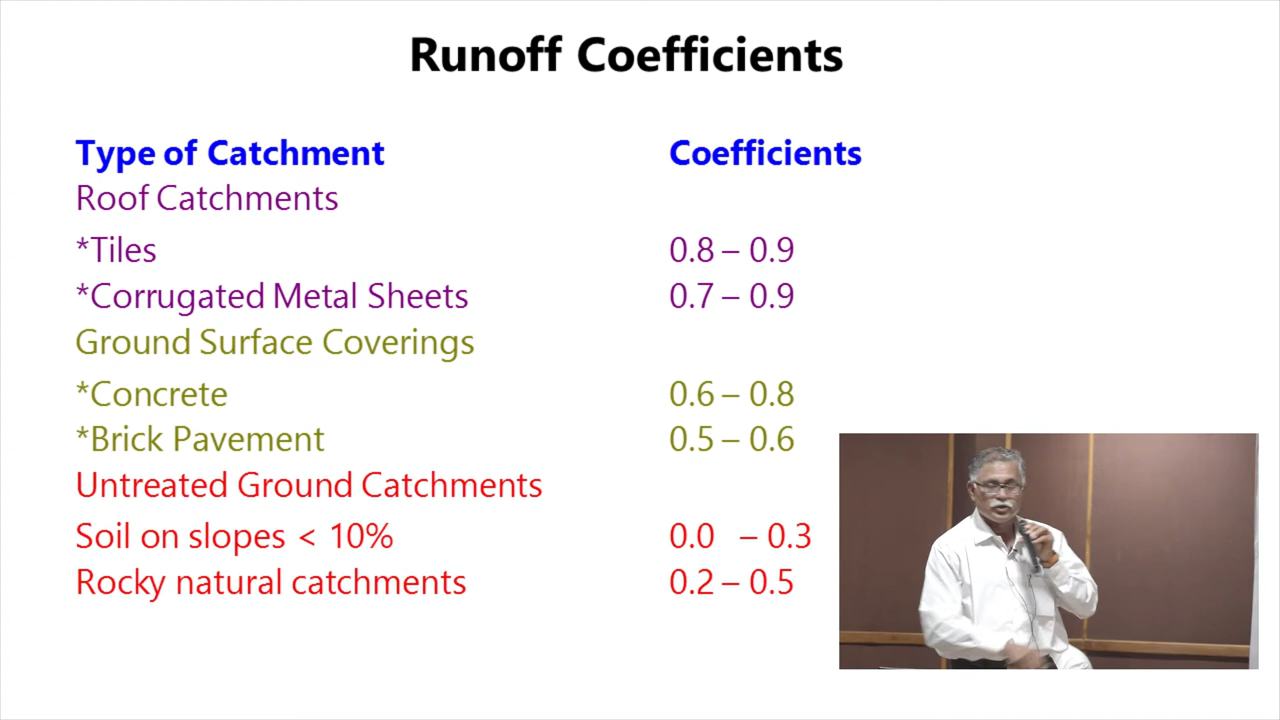 Runoff Coefficients
Type of Catchment Coefficients
Roof Catchments
*Tiles 0.8 – 0.9
*Corrugated Metal Sheets 0.7 – 0.9
Ground Surface Coverings
*Concrete 0.6 – 0.8
*Brick Pavement 0.5 – 0.6
Untreated Ground Catchments
Soil on slopes < 10% 0.0 – 0.3
Rocky natural catchments 0.2 – 0.5